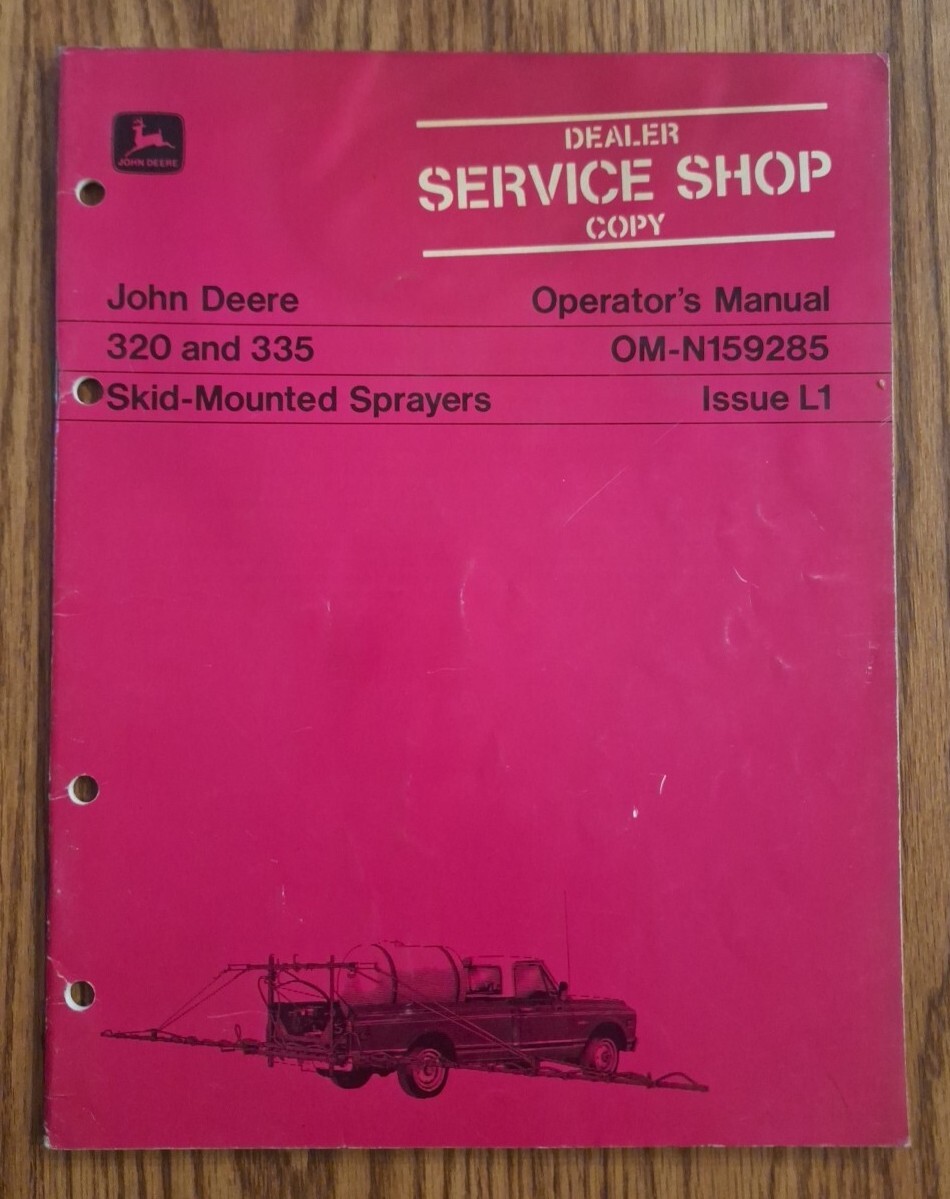 JOHN DEERE
DEALER
SERVICE SHOP
COPY
John Deere Operator's Manual
320 and 335 OM-N159285
Skid-Mounted Sprayers Issue L1